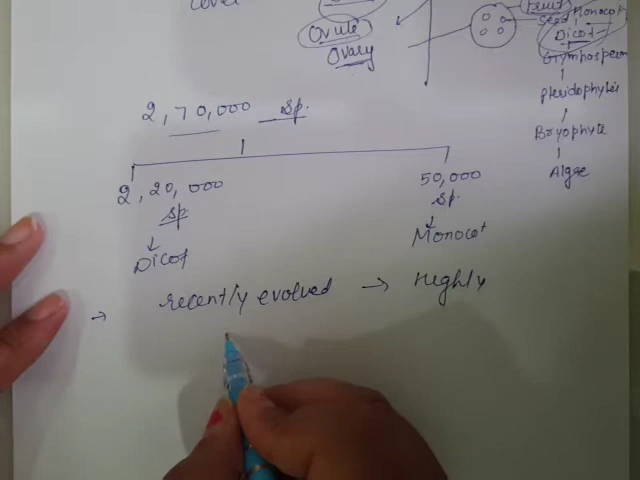 cover
Ovule
Ovary
Fruit
Seed
Monocot
Dicot
Gymnosperm
pteridophytes
Bryophyte
Algae
2,70,000 sp.
2,20,000 50,000
sp sp.
Dicot Monocot
→ recently evolved → Highly